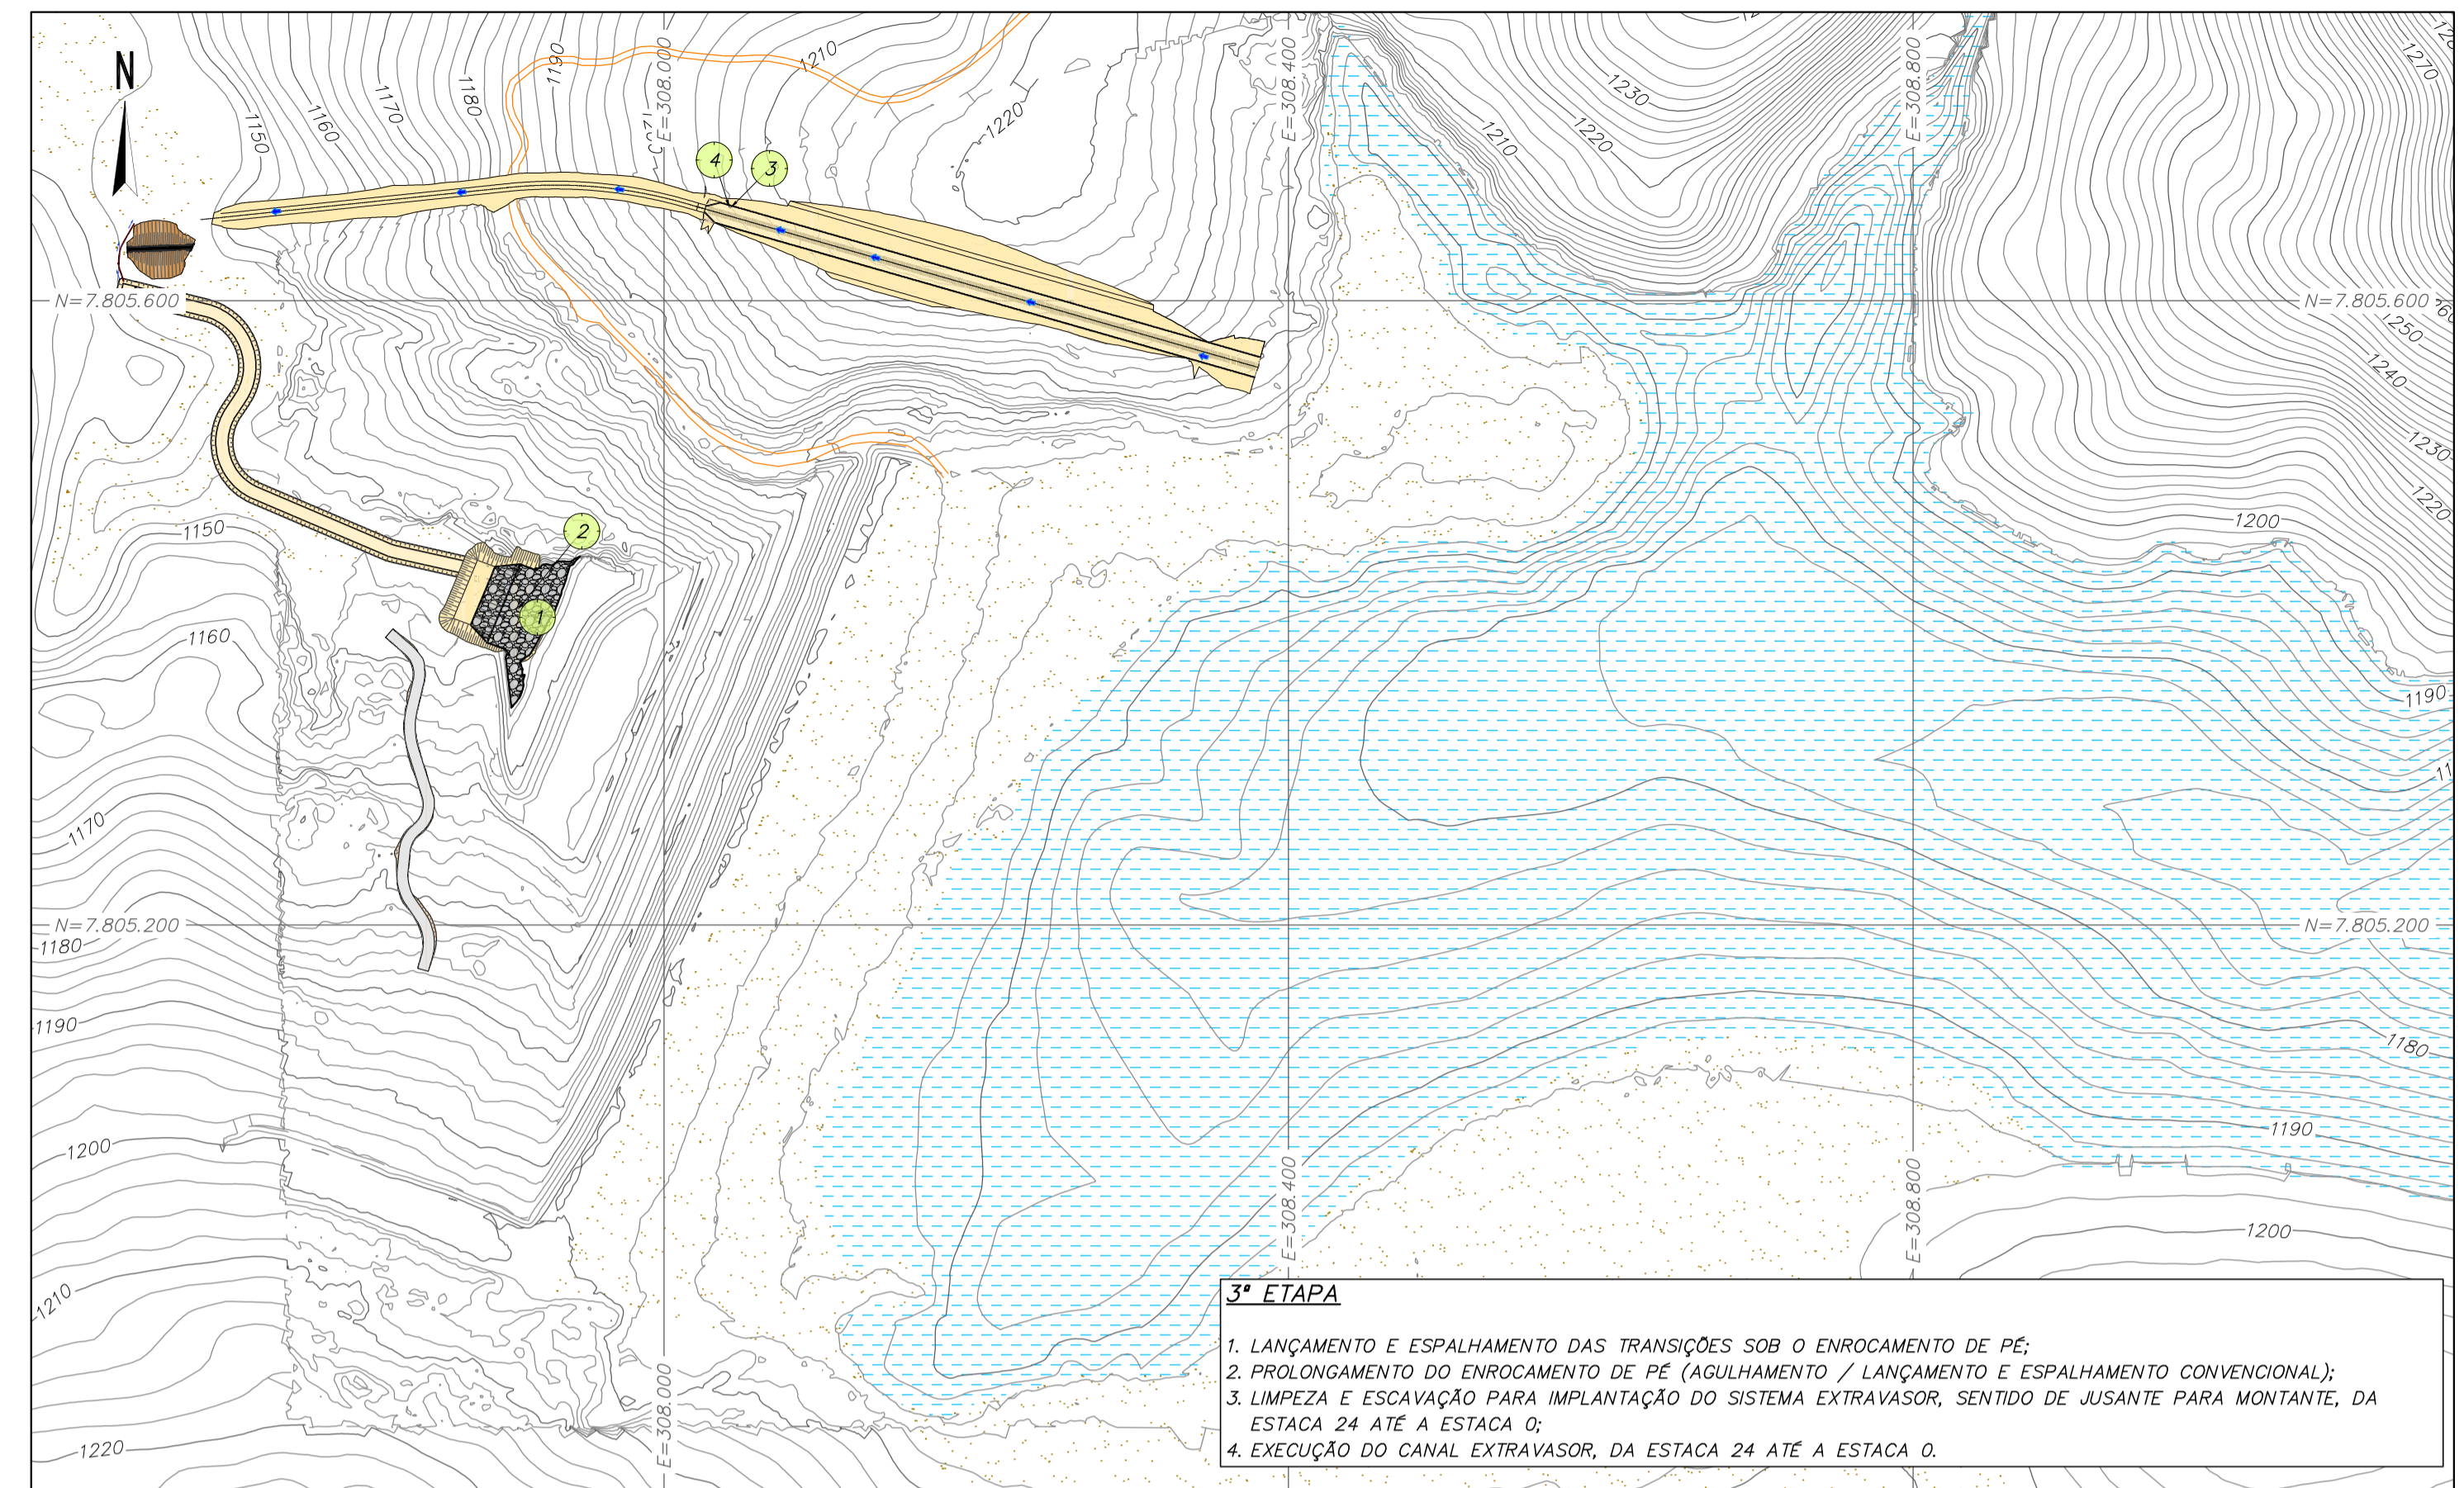 N
1150
1160
1170
1180
1190
E=308.000
1210
1220
E=308.400
1230
1220
1210
E=308.800
1270
4
3
N=7.805.600
N=7.805.600
1250
1240
1230
1220
1200
1150
2
1
1160
1190
1170
N=7.805.200
N=7.805.200
1180
1190
1180
1200
1190
E=308.400
E=308.800
1200
1210
E=308.000
1220
3ª ETAPA
1. LANÇAMENTO E ESPALHAMENTO DAS TRANSIÇÕES SOB O ENROCAMENTO DE PÉ;
2. PROLONGAMENTO DO ENROCAMENTO DE PÉ (AGULHAMENTO / LANÇAMENTO E ESPALHAMENTO CONVENCIONAL);
3. LIMPEZA E ESCAVAÇÃO PARA IMPLANTAÇÃO DO SISTEMA EXTRAVASOR, SENTIDO DE JUSANTE PARA MONTANTE, DA
ESTACA 24 ATÉ A ESTACA 0;
4. EXECUÇÃO DO CANAL EXTRAVASOR, DA ESTACA 24 ATÉ A ESTACA 0.